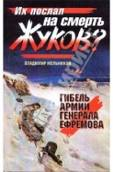 Их послал
на смерть
Жуков?
ВЛАДИМИР МЕЛЬНИКОВ
ГИБЕЛЬ
АРМИИ
ГЕНЕРАЛА
ЕФРЕМОВА